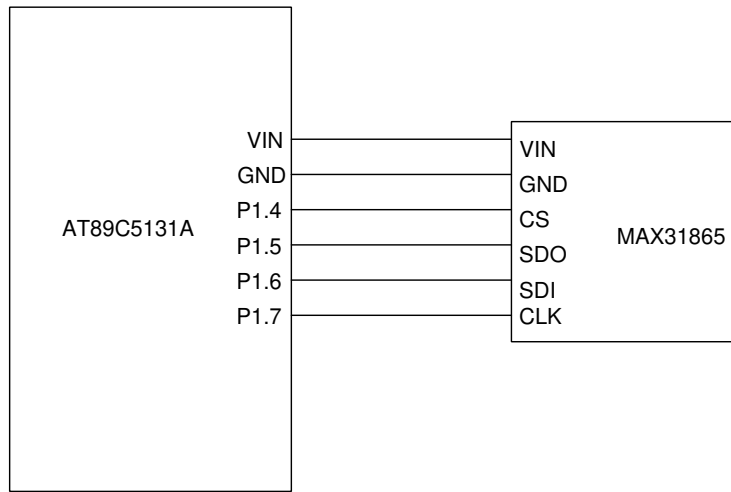 VIN
GND
P1.4
P1.5
P1.6
P1.7
AT89C5131A
VIN
GND
CS
SDO
SDI
CLK
MAX31865